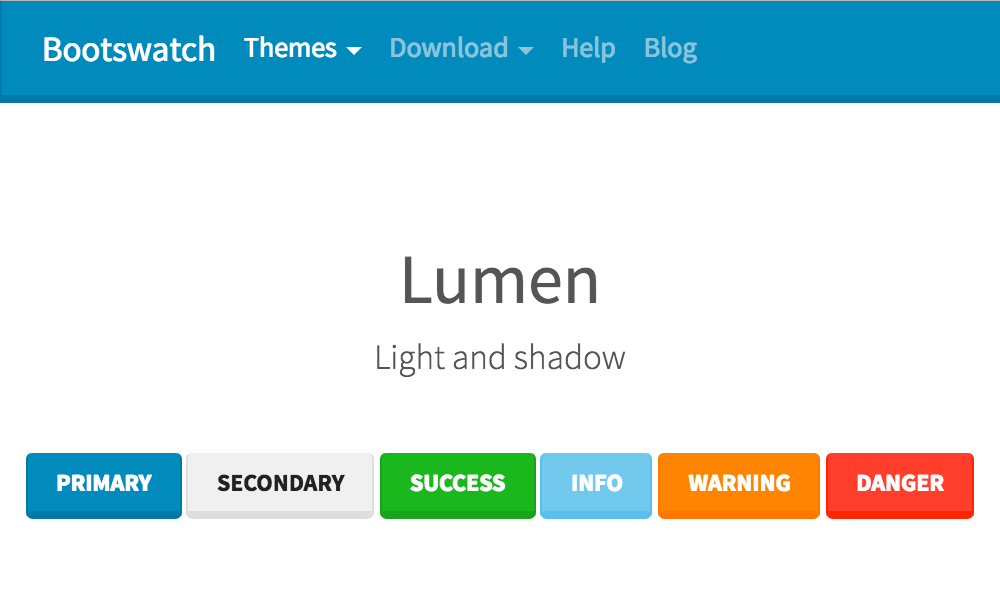 Bootswatch Themes Download Help Blog
Lumen
Light and shadow
PRIMARY SECONDARY SUCCESS INFO WARNING DANGER